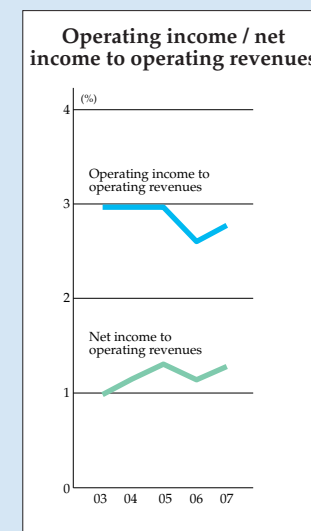 Operating income / net
income to operating revenues
(%)
4
Operating income to
operating revenues
3
2
Net income to
operating revenues
1
0
03 04 05 06 07